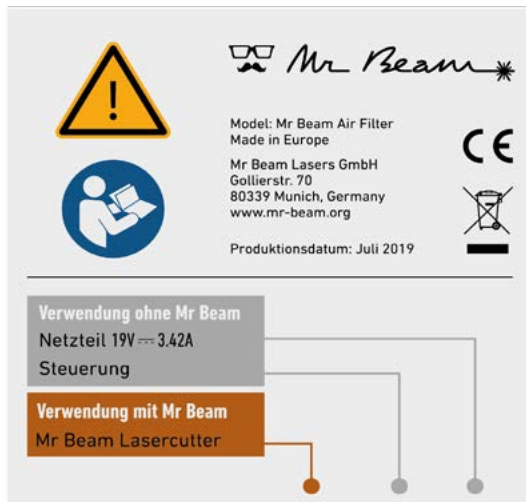 Mr Beam
Model: Mr Beam Air Filter
Made in Europe
Mr Beam Lasers GmbH
Gollierstr. 70
80339 Munich, Germany
www.mr-beam.org
Produktionsdatum: Juli 2019
CE
Verwendung ohne Mr Beam
Netzteil 19V⎓3.42A
Steuerung
Verwendung mit Mr Beam
Mr Beam Lasercutter